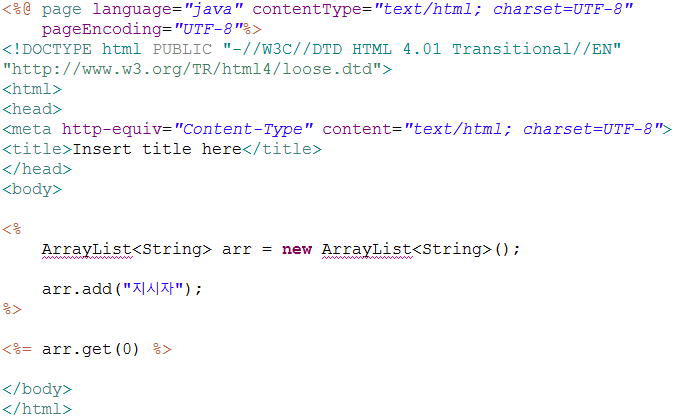 <%@ page language="java" contentType="text/html; charset=UTF-8"
    pageEncoding="UTF-8"%>
<!DOCTYPE html PUBLIC "-//W3C//DTD HTML 4.01 Transitional//EN"
"http://www.w3.org/TR/html4/loose.dtd">
<html>
<head>
<meta http-equiv="Content-Type" content="text/html; charset=UTF-8">
<title>Insert title here</title>
</head>
<body>
<%
    ArrayList<String> arr = new ArrayList<String>();
    arr.add("지시자");
%>
<%= arr.get(0) %>
</body>
</html>